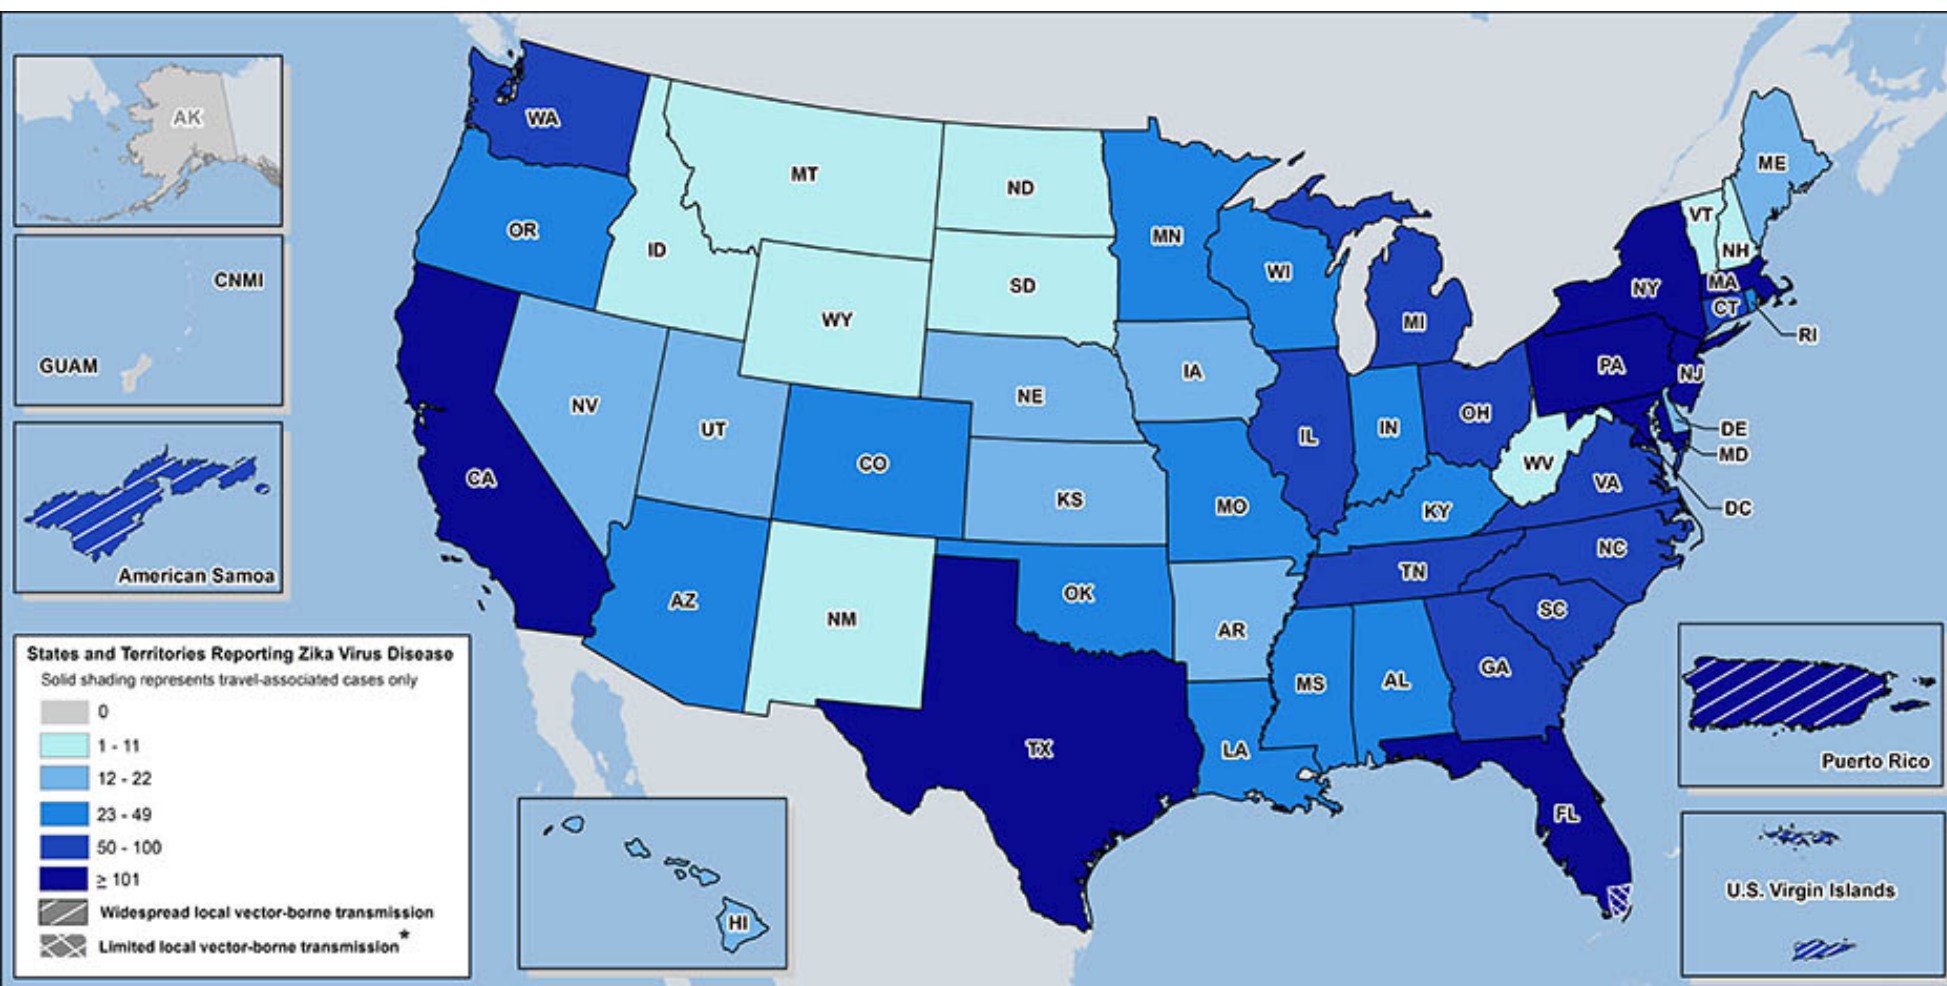 AK
CNMI
GUAM
American Samoa
States and Territories Reporting Zika Virus Disease
Solid shading represents travel-associated cases only
0
1 - 11
12 - 22
23 - 49
50 - 100
≥ 101
Widespread local vector-borne transmission
Limited local vector-borne transmission*
WA
MT
ND
MN
ME
OR
ID
SD
WI
VT
NH
WY
MI
NY
MA
CT
RI
NV
UT
NE
IA
PA
NJ
CO
KS
IL
IN
OH
DE
MD
CA
MO
KY
WV
VA
DC
AZ
NM
OK
AR
TN
NC
SC
MS
AL
GA
TX
LA
FL
HI
Puerto Rico
U.S. Virgin Islands